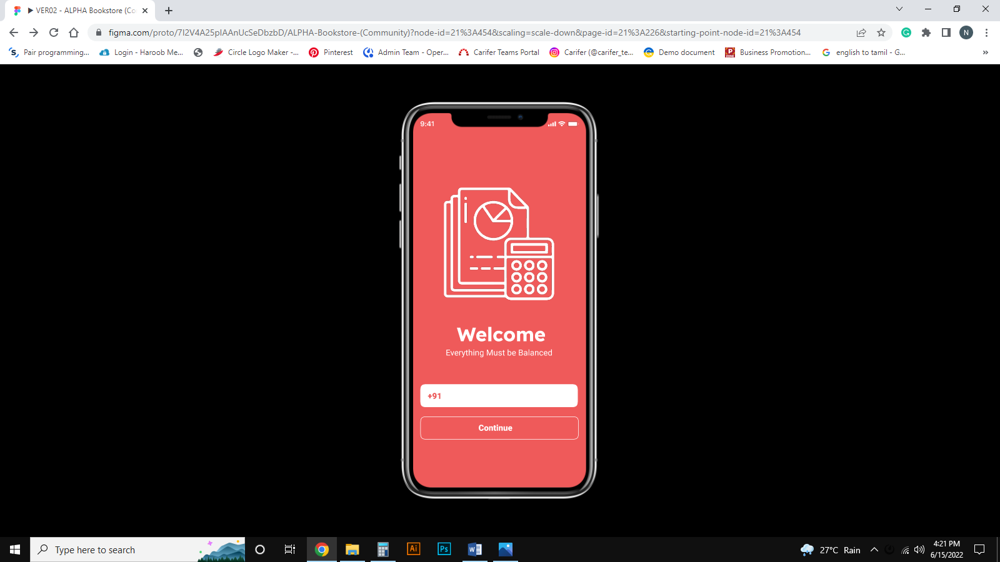 ▶ VER02 - ALPHA Bookstore (Co
figma.com/proto/7I2V4A25pIAAnUcSeDbzbD/ALPHA-Bookstore-(Community)?node-id=21%3A454&scaling=scale-down&page-id=21%3A226&starting-point-node-id=21%3A454
N
Pair programming... Login - Haroob Me... Circle Logo Maker -... Pinterest Admin Team - Oper... Carifer Teams Portal Carifer (@carifer_te... Demo document Business Promotion... english to tamil - G... »
9:41
Welcome
Everything Must be Balanced
+91
Continue
Type here to search
Ai
Ps
27°C Rain
4:21 PM
6/15/2022